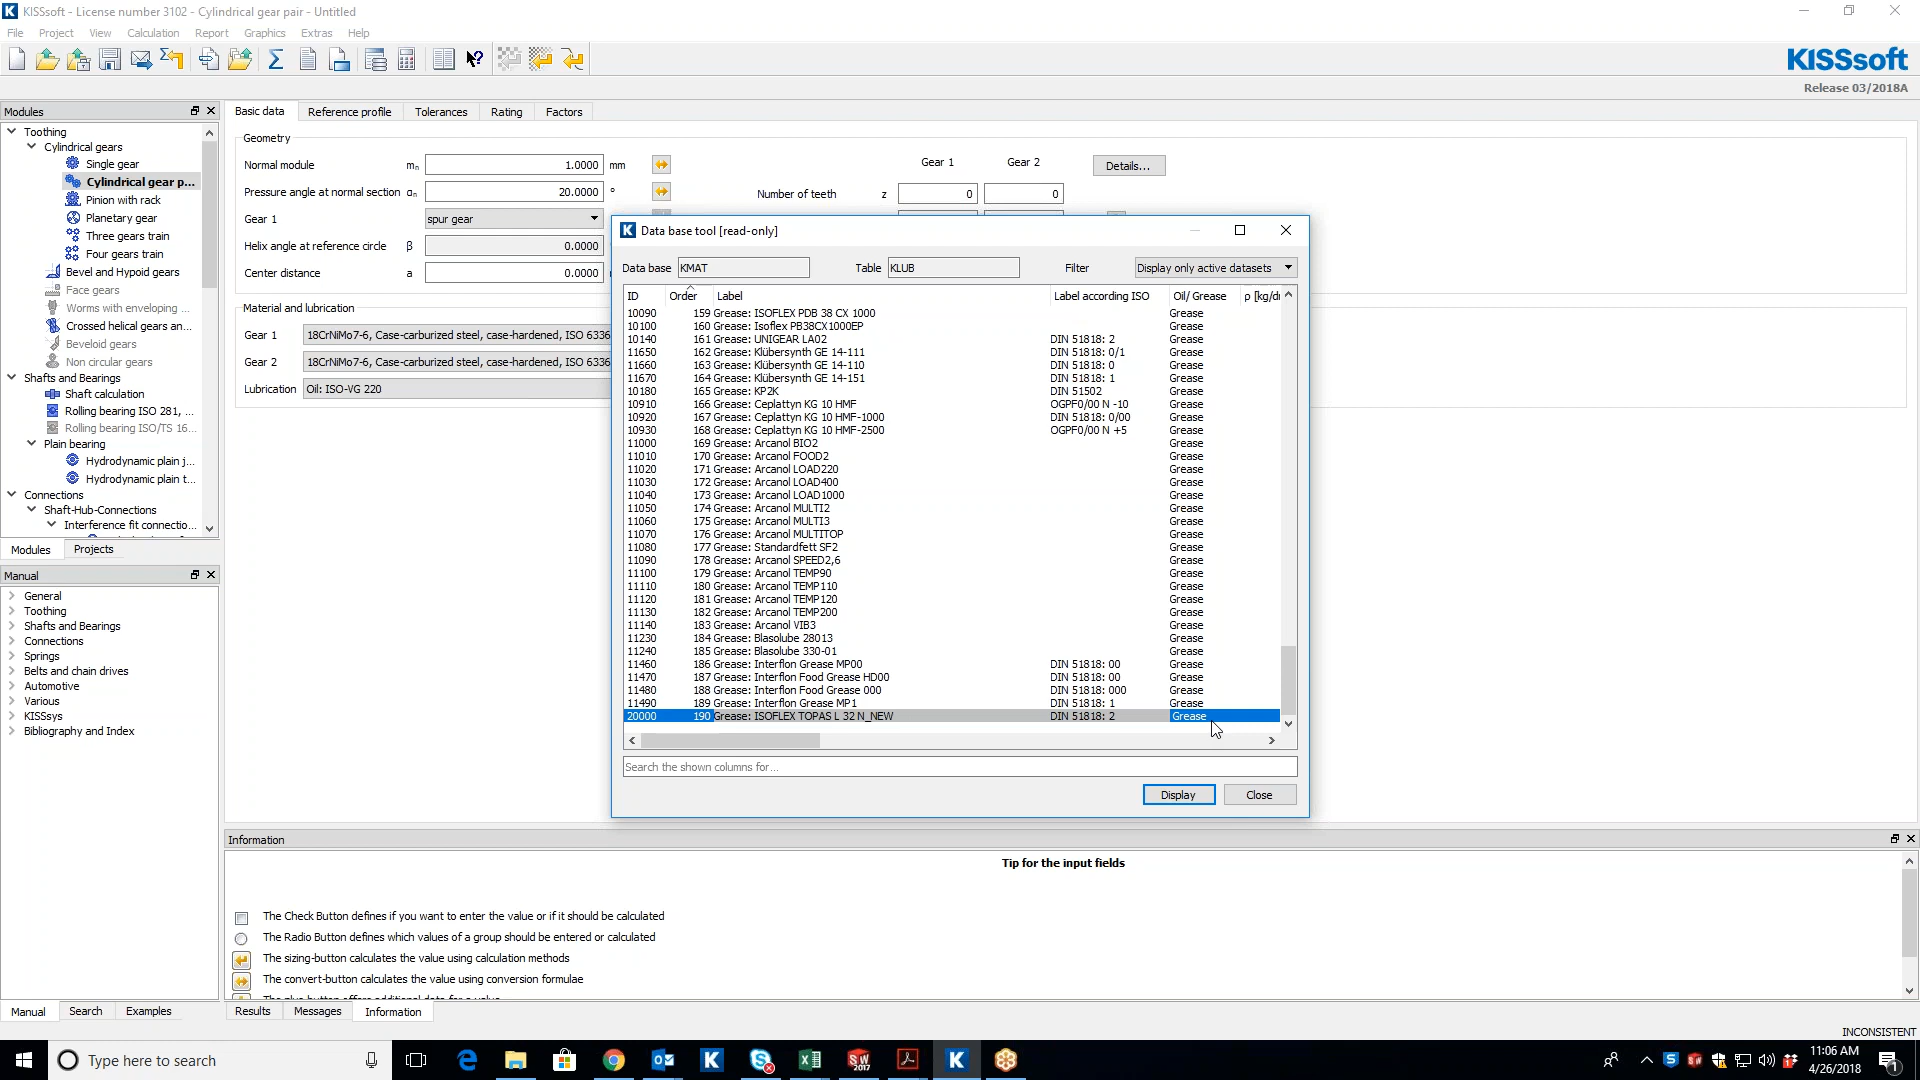 KISSsoft - License number 3102 - Cylindrical gear pair - Untitled
File Project View Calculation Report Graphics Extras Help
KISSsoft
Release 03/2018A
Modules
Toothing
Cylindrical gears
Single gear
Cylindrical gear p...
Pinion with rack
Planetary gear
Three gears train
Four gears train
Bevel and Hypoid gears
Face gears
Worms with enveloping ...
Crossed helical gears an...
Beveloid gears
Non circular gears
Shafts and Bearings
Shaft calculation
Rolling bearing ISO 281, ...
Rolling bearing ISO/TS 16...
Plain bearing
Hydrodynamic plain j...
Hydrodynamic plain t...
Connections
Shaft-Hub-Connections
Interference fit connectio...
Modules Projects
Manual
General
Toothing
Shafts and Bearings
Connections
Springs
Belts and chain drives
Automotive
Various
KISSsys
Bibliography and Index
Manual Search Examples
Basic data Reference profile Tolerances Rating Factors
Geometry
Normal module mn 1.0000 mm
Pressure angle at normal section αn 20.0000 °
Gear 1 spur gear
Helix angle at reference circle β 0.0000
Center distance a 0.0000
Gear 1 Gear 2 Details...
Number of teeth z 0 0
Material and lubrication
Gear 1 18CrNiMo7-6, Case-carburized steel, case-hardened, ISO 6336
Gear 2 18CrNiMo7-6, Case-carburized steel, case-hardened, ISO 6336
Lubrication Oil: ISO-VG 220
Data base tool [read-only]
Data base KMAT Table KLUB Filter Display only active datasets
ID Order Label Label according ISO Oil/ Grease ρ [kg/d
10090 159 Grease: ISOFLEX PDB 38 CX 1000 Grease
10100 160 Grease: Isoflex PB38CX1000EP Grease
10140 161 Grease: UNIGEAR LA02 DIN 51818: 2 Grease
11650 162 Grease: Klübersynth GE 14-111 DIN 51818: 0/1 Grease
11660 163 Grease: Klübersynth GE 14-110 DIN 51818: 0 Grease
11670 164 Grease: Klübersynth GE 14-151 DIN 51818: 1 Grease
10180 165 Grease: KP2K DIN 51502 Grease
10910 166 Grease: Ceplattyn KG 10 HMF OGPF0/00 N -10 Grease
10920 167 Grease: Ceplattyn KG 10 HMF-1000 DIN 51818: 0/00 Grease
10930 168 Grease: Ceplattyn KG 10 HMF-2500 OGPF0/00 N +5 Grease
11000 169 Grease: Arcanol BIO2 Grease
11010 170 Grease: Arcanol FOOD2 Grease
11020 171 Grease: Arcanol LOAD220 Grease
11030 172 Grease: Arcanol LOAD400 Grease
11040 173 Grease: Arcanol LOAD1000 Grease
11050 174 Grease: Arcanol MULTI2 Grease
11060 175 Grease: Arcanol MULTI3 Grease
11070 176 Grease: Arcanol MULTITOP Grease
11080 177 Grease: Standardfett SF2 Grease
11090 178 Grease: Arcanol SPEED2,6 Grease
11100 179 Grease: Arcanol TEMP90 Grease
11110 180 Grease: Arcanol TEMP110 Grease
11120 181 Grease: Arcanol TEMP120 Grease
11130 182 Grease: Arcanol TEMP200 Grease
11140 183 Grease: Arcanol VIB3 Grease
11230 184 Grease: Blasolube 28013 Grease
11240 185 Grease: Blasolube 330-01 Grease
11460 186 Grease: Interflon Grease MP00 DIN 51818: 00 Grease
11470 187 Grease: Interflon Food Grease HD00 DIN 51818: 00 Grease
11480 188 Grease: Interflon Food Grease 000 DIN 51818: 000 Grease
11490 189 Grease: Interflon Grease MP1 DIN 51818: 1 Grease
20000 190 Grease: ISOFLEX TOPAS L 32 N_NEW DIN 51818: 2 Grease
Search the shown columns for...
Display Close
Information
Tip for the input fields
The Check Button defines if you want to enter the value or if it should be calculated
The Radio Button defines which values of a group should be entered or calculated
The sizing-button calculates the value using calculation methods
The convert-button calculates the value using conversion formulae
Results Messages Information
INCONSISTENT
Type here to search
11:06 AM
4/26/2018